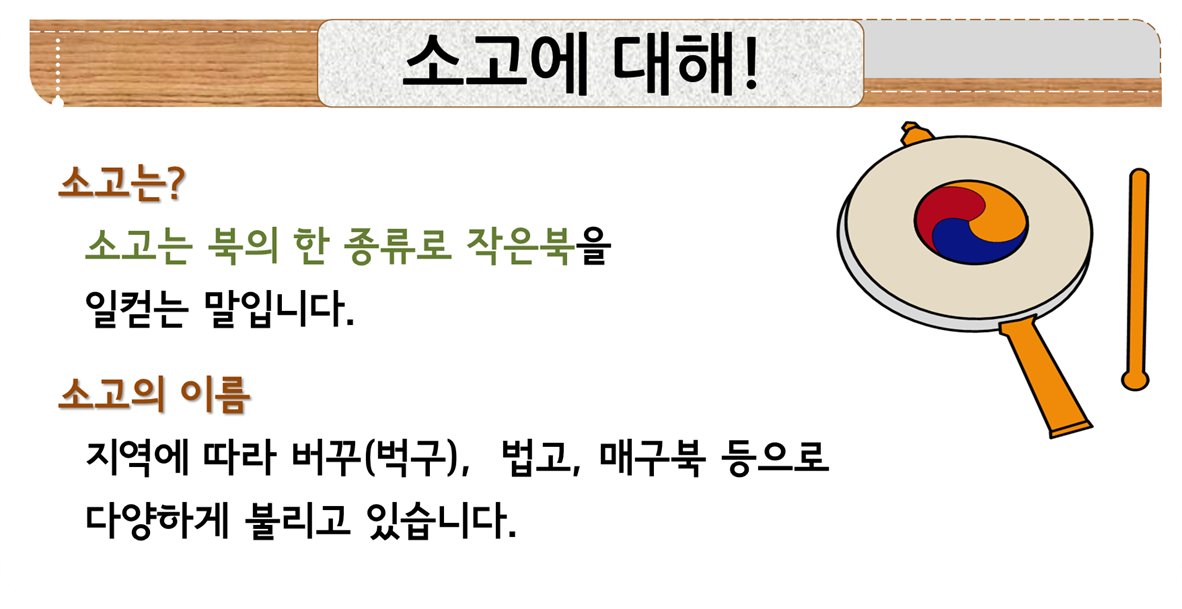 소고에 대해!
소고는?
소고는 북의 한 종류로 작은북을
일컫는 말입니다.
소고의 이름
지역에 따라 버꾸(벅구), 법고, 매구북 등으로
다양하게 불리고 있습니다.